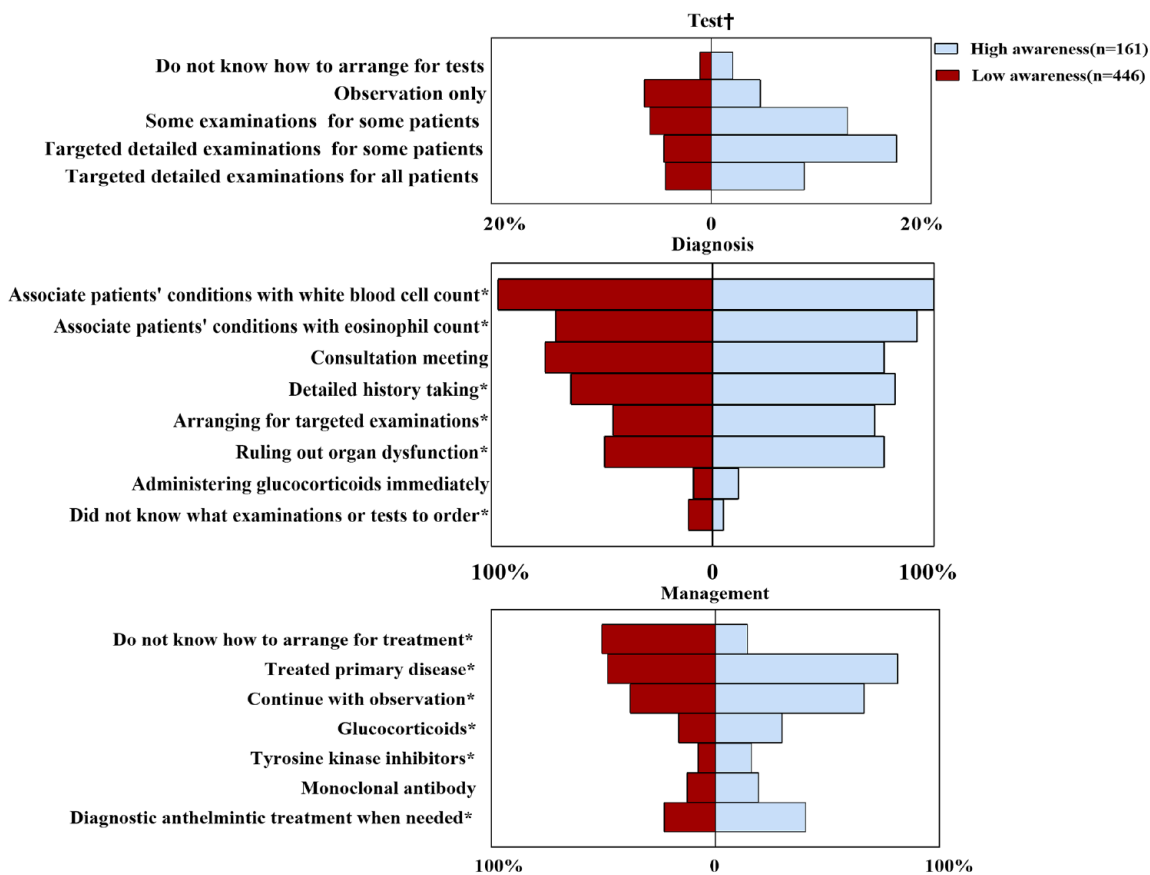 Test†
High awareness(n=161)
Low awareness(n=446)
Do not know how to arrange for tests
Observation only
Some examinations for some patients
Targeted detailed examinations for some patients
Targeted detailed examinations for all patients
20% 0 20%
Diagnosis
Associate patients' conditions with white blood cell count*
Associate patients' conditions with eosinophil count*
Consultation meeting
Detailed history taking*
Arranging for targeted examinations*
Ruling out organ dysfunction*
Administering glucocorticoids immediately
Did not know what examinations or tests to order*
100% 0 100%
Management
Do not know how to arrange for treatment*
Treated primary disease*
Continue with observation*
Glucocorticoids*
Tyrosine kinase inhibitors*
Monoclonal antibody
Diagnostic anthelmintic treatment when needed*
100% 0 100%